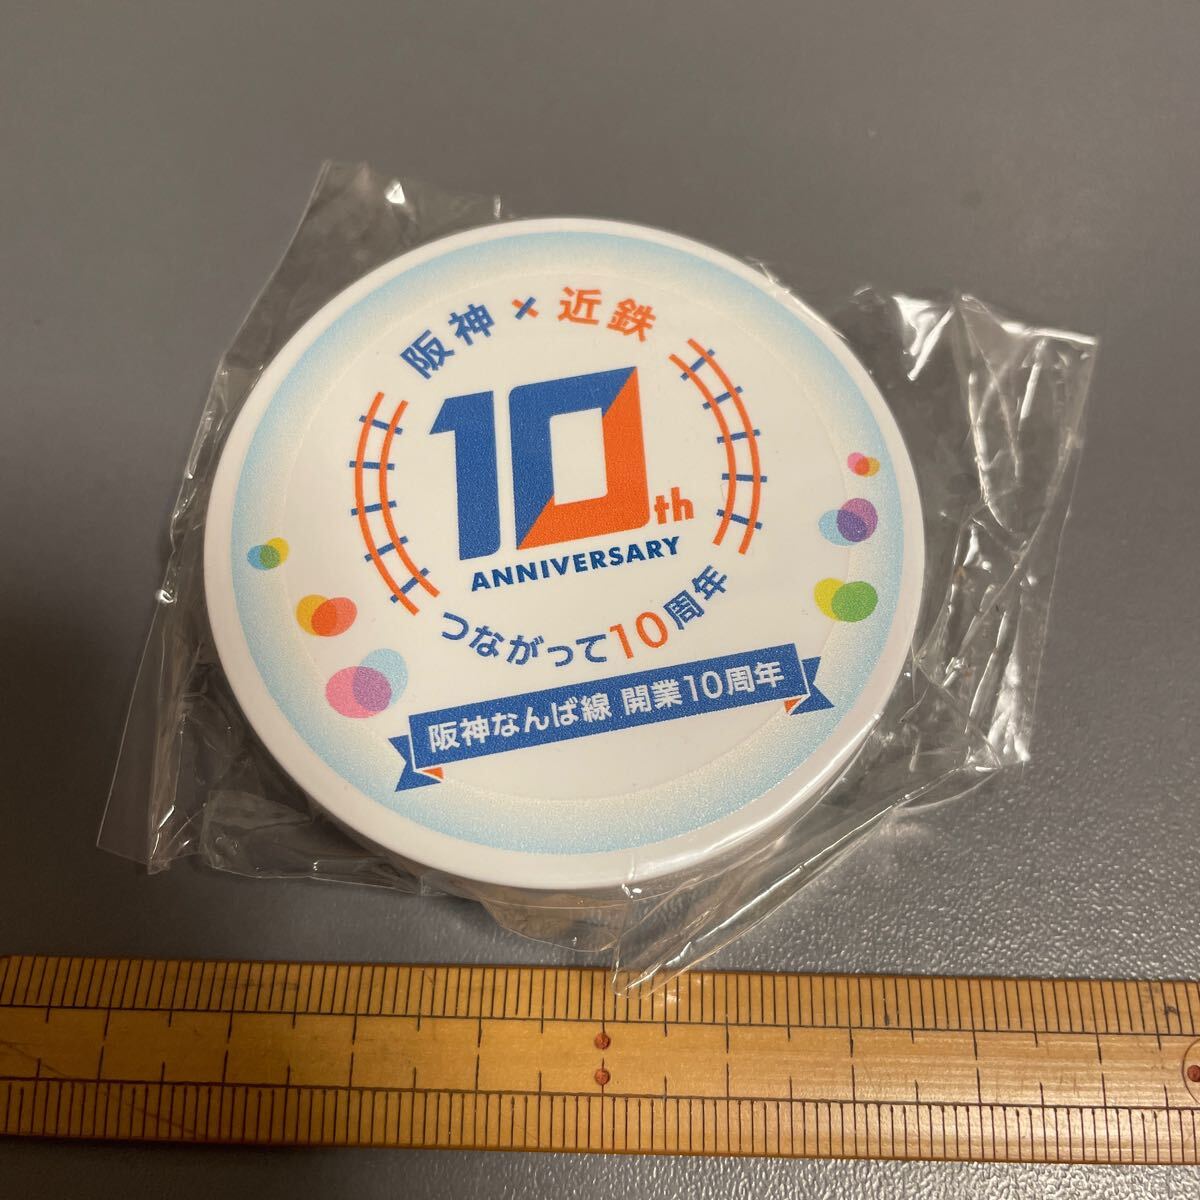 阪神×近鉄
10th
ANNIVERSARY
つながって10周年
阪神なんば線 開業10周年